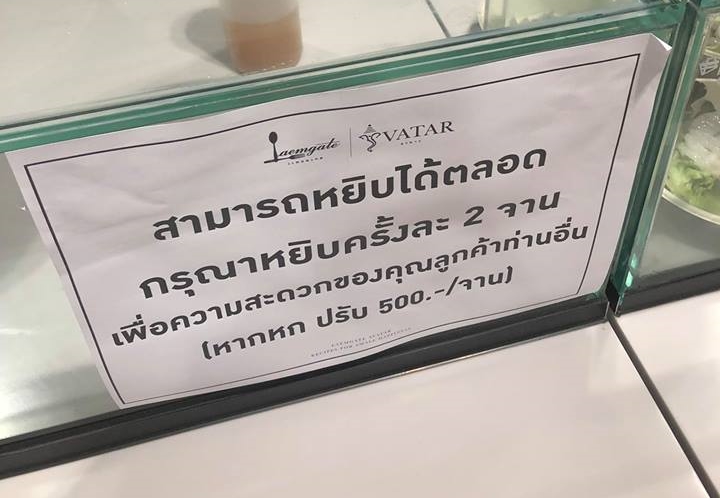 Laemgate | VATAR
สามารถหยิบได้ตลอด
กรุณาหยิบครั้งละ 2 จาน
เพื่อความสะดวกของคุณลูกค้าท่านอื่น
(หากหก ปรับ 500.-/จาน)
LAEMGATE AVATAR